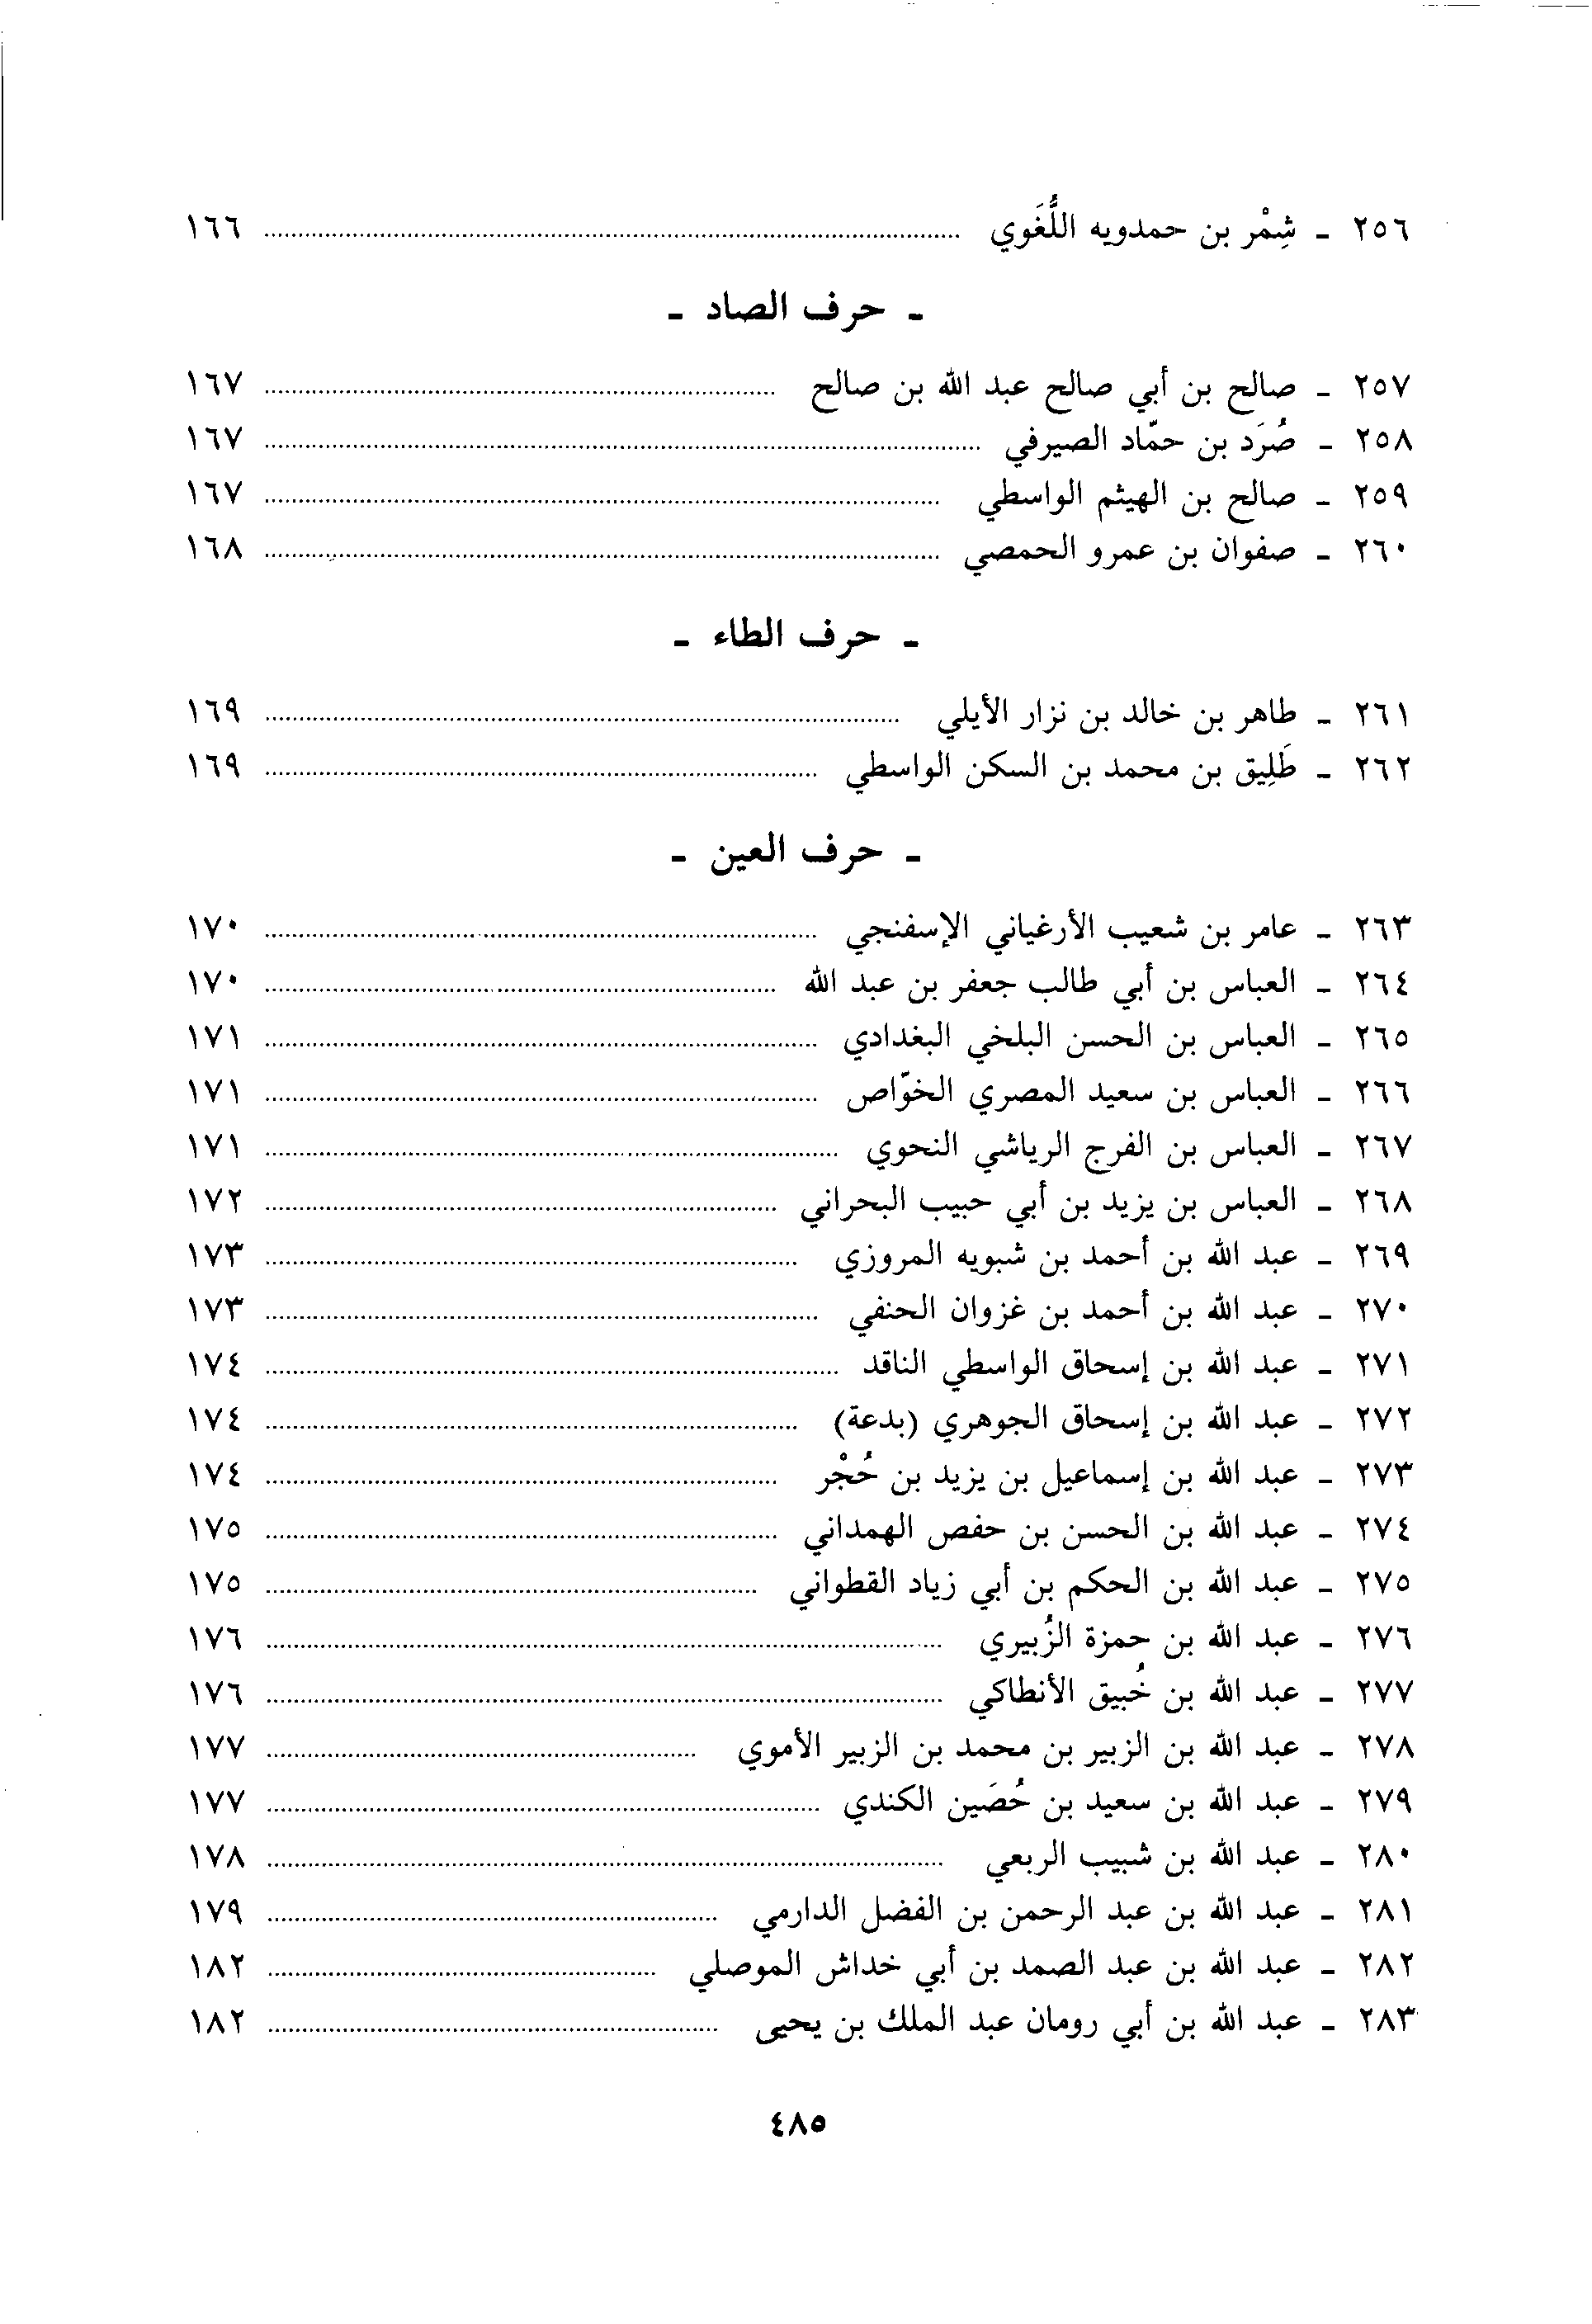 ٢٥٦ - شِمْر بن حمدويه اللُّغَوي ........ ١٦٦
- حرف الصاد -
٢٥٧ - صالح بن أبي صالح عبد الله بن صالح ........ ١٦٧
٢٥٨ - صُرَد بن حمّاد الصيرفي ........ ١٦٧
٢٥٩ - صالح بن الهيثم الواسطي ........ ١٦٧
٢٦٠ - صفوان بن عمرو الحمصي ........ ١٦٨
- حرف الطاء -
٢٦١ - طاهر بن خالد بن نزار الأيلي ........ ١٦٩
٢٦٢ - طَلِيق بن محمد بن السكن الواسطي ........ ١٦٩
- حرف العين -
٢٦٣ - عامر بن شعيب الأرغياني الإسفنجي ........ ١٧٠
٢٦٤ - العباس بن أبي طالب جعفر بن عبد الله ........ ١٧٠
٢٦٥ - العباس بن الحسن البلخي البغدادي ........ ١٧١
٢٦٦ - العباس بن سعيد المصري الخوّاص ........ ١٧١
٢٦٧ - العباس بن الفرج الرياشي النحوي ........ ١٧١
٢٦٨ - العباس بن يزيد بن أبي حبيب البحراني ........ ١٧٢
٢٦٩ - عبد الله بن أحمد بن شبويه المروزي ........ ١٧٣
٢٧٠ - عبد الله بن أحمد بن غزوان الحنفي ........ ١٧٣
٢٧١ - عبد الله بن إسحاق الواسطي الناقد ........ ١٧٤
٢٧٢ - عبد الله بن إسحاق الجوهري (بدعة) ........ ١٧٤
٢٧٣ - عبد الله بن إسماعيل بن يزيد بن حُجْر ........ ١٧٤
٢٧٤ - عبد الله بن الحسن بن حفص الهمداني ........ ١٧٥
٢٧٥ - عبد الله بن الحكم بن أبي زياد القطواني ........ ١٧٥
٢٧٦ - عبد الله بن حمزة الزُبيري ........ ١٧٦
٢٧٧ - عبد الله بن خُبيق الأنطاكي ........ ١٧٦
٢٧٨ - عبد الله بن الزبير بن محمد بن الزبير الأموي ........ ١٧٧
٢٧٩ - عبد الله بن سعيد بن حُصَين الكندي ........ ١٧٧
٢٨٠ - عبد الله بن شبيب الربعي ........ ١٧٨
٢٨١ - عبد الله بن عبد الرحمن بن الفضل الدارمي ........ ١٧٩
٢٨٢ - عبد الله بن عبد الصمد بن أبي خداش الموصلي ........ ١٨٢
٢٨٣ - عبد الله بن أبي رومان عبد الملك بن يحيى ........ ١٨٢
٤٨٥